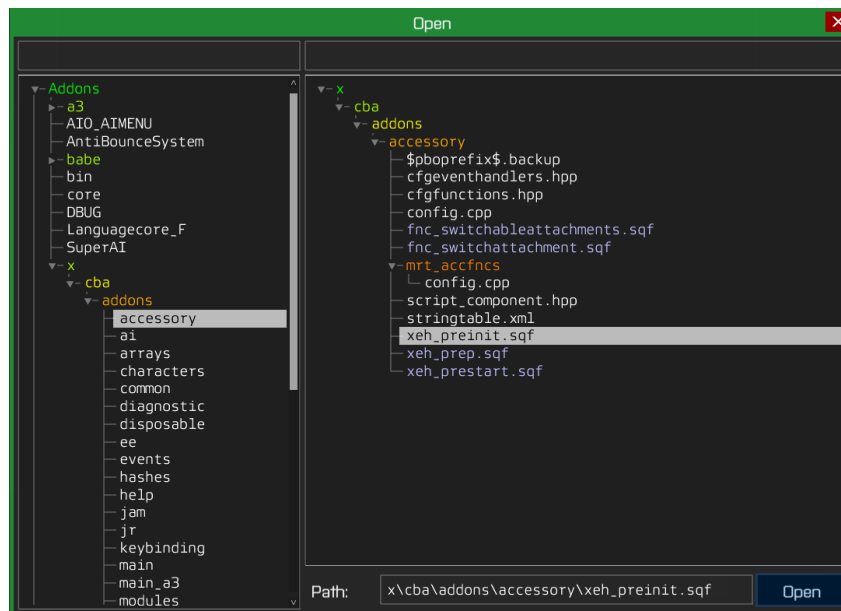 Open
Addons
a3
AIO_AIMENU
AntiBounceSystem
babe
bin
core
DBUG
Languagecore_F
SuperAI
x
cba
addons
accessory
ai
arrays
characters
common
diagnostic
disposable
ee
events
hashes
help
jam
jr
keybinding
main
main_a3
modules
x
cba
addons
accessory
$pboprefix$.backup
cfgeventhandlers.hpp
cfgfunctions.hpp
config.cpp
fnc_switchableattachments.sqf
fnc_switchattachment.sqf
mrt_accfncs
config.cpp
script_component.hpp
stringtable.xml
xeh_preinit.sqf
xeh_prep.sqf
xeh_prestart.sqf
Path: x\cba\addons\accessory\xeh_preinit.sqf Open